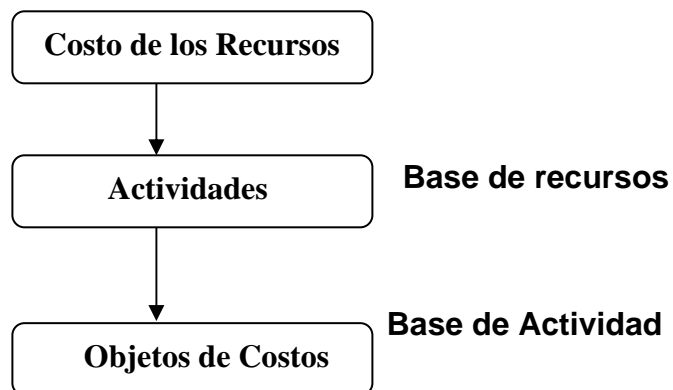 Costo de los Recursos
Actividades
Base de recursos
Base de Actividad
Objetos de Costos